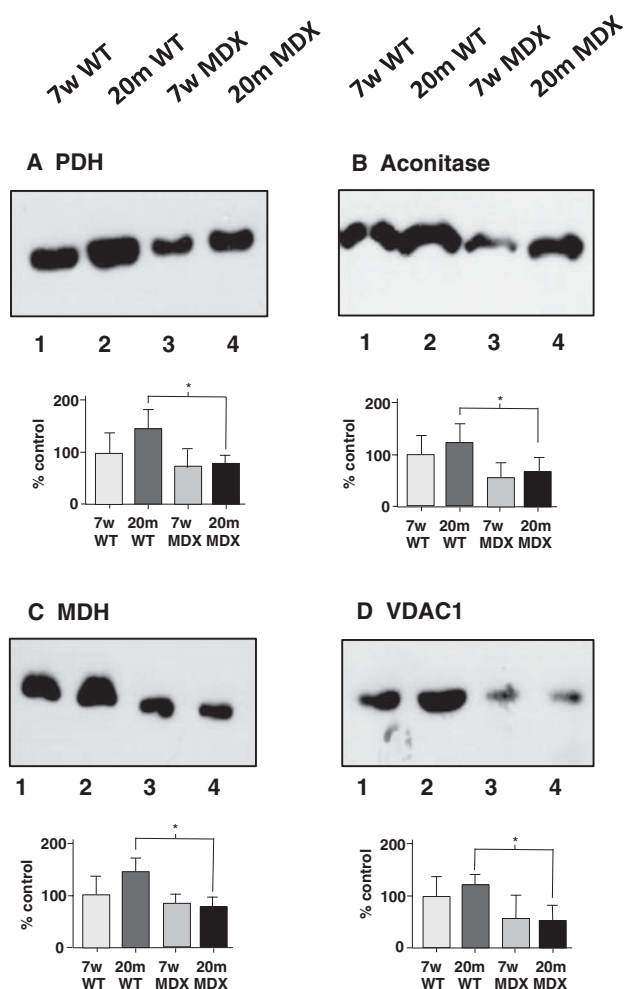 7w WT 20m WT 7w MDX 20m MDX 7w WT 20m WT 7w MDX 20m MDX
A PDH
B Aconitase
1 2 3 4
1 2 3 4
% control
200
100
0
*
7w 20m 7w 20m
WT WT MDX MDX
% control
200
100
0
*
7w 20m 7w 20m
WT WT MDX MDX
C MDH
D VDAC1
1 2 3 4
1 2 3 4
% control
200
100
0
*
7w 20m 7w 20m
WT WT MDX MDX
% control
200
100
0
*
7w 20m 7w 20m
WT WT MDX MDX